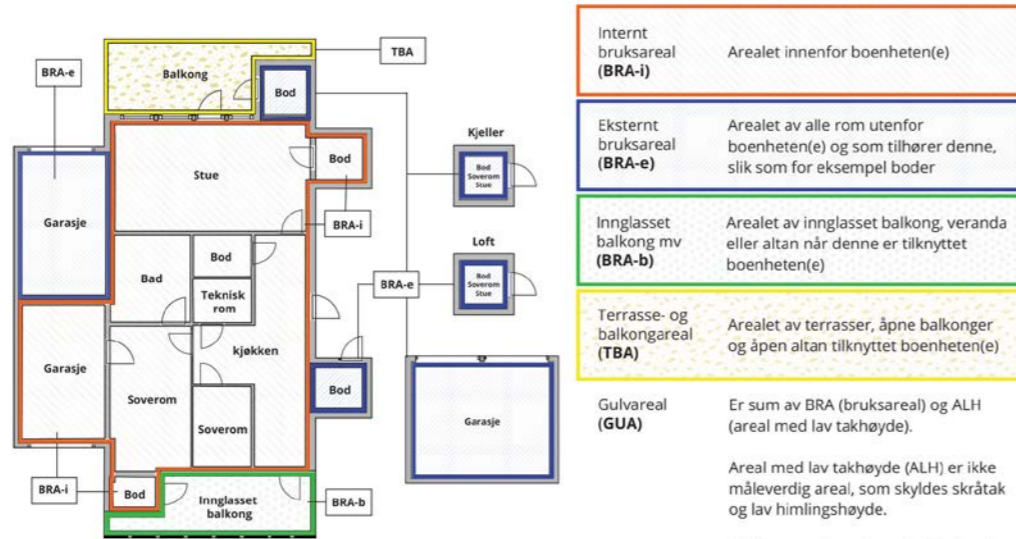 TBA
BRA-e
Balkong
Bod
Kjeller
Bod
Soverom
Stue
Stue
Bod
Garasje
BRA-i
Loft
Bod
Bad
BRA-e
Bod
Soverom
Stue
Teknisk
rom
Garasje
kjøkken
Soverom
Bod
Garasje
Soverom
BRA-i
Bod
Innglasset
balkong
BRA-b
Internt
bruksareal
(BRA-i)
Arealet innenfor boenheten(e)
Eksternt
bruksareal
(BRA-e)
Arealet av alle rom utenfor
boenheten(e) og som tilhører denne,
slik som for eksempel boder
Innglasset
balkong mv
(BRA-b)
Arealet av innglasset balkong, veranda
eller altan når denne er tilknyttet
boenheten(e)
Terrasse- og
balkongareal
(TBA)
Arealet av terrasser, åpne balkonger
og åpen altan tilknyttet boenheten(e)
Gulvareal
(GUA)
Er sum av BRA (bruksareal) og ALH
(areal med lav takhøyde).
Areal med lav takhøyde (ALH) er ikke
måleverdig areal, som skyldes skråtak
og lav himlingshøyde.